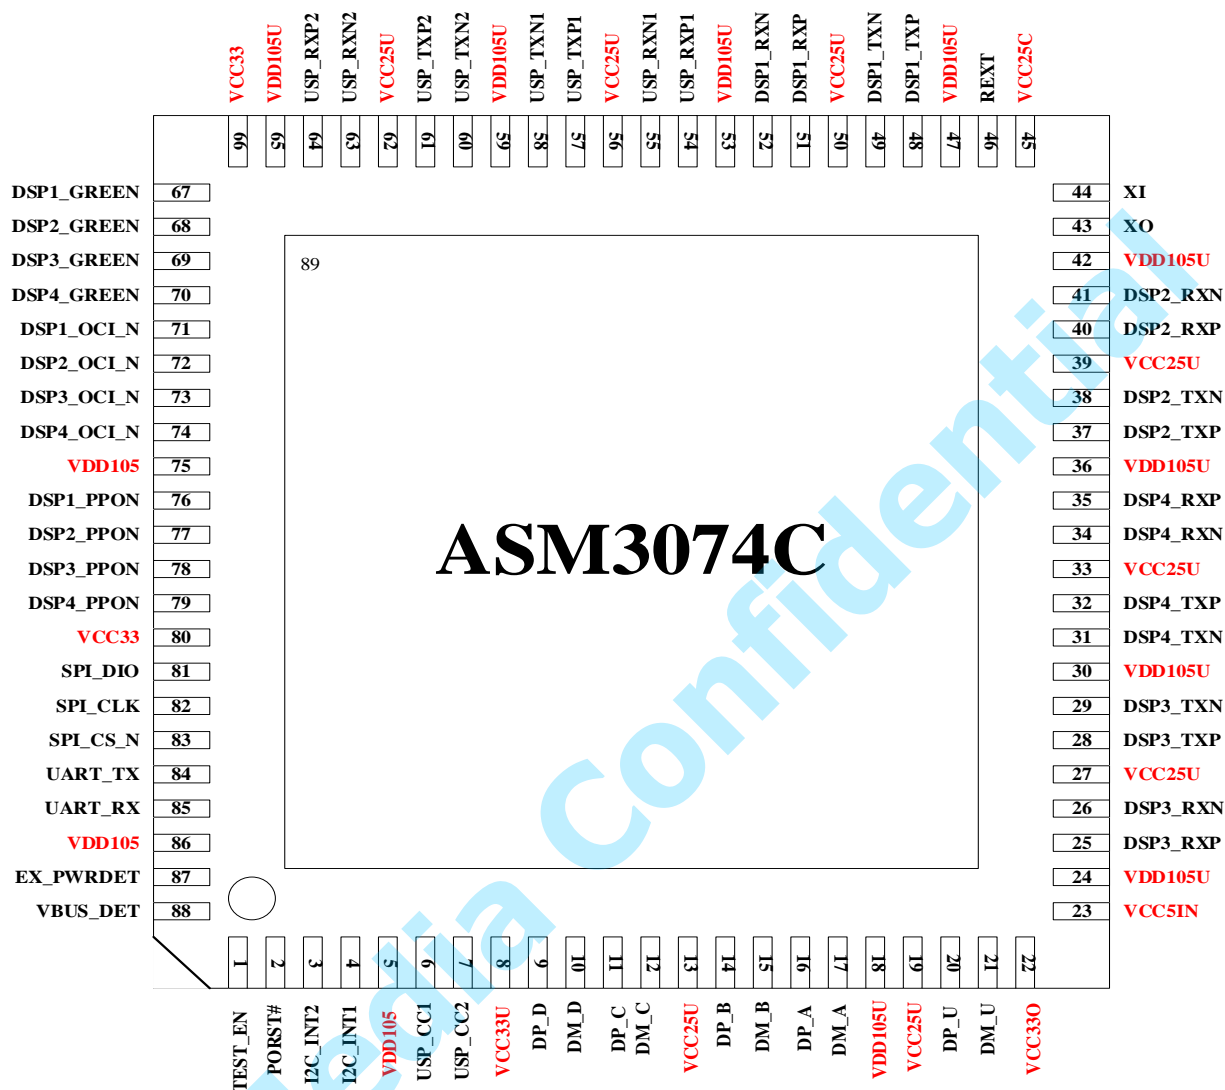 VCC33
VDD105U
USP_RXP2
USP_RXN2
VCC25U
USP_TXP2
USP_TXN2
VDD105U
USP_TXN1
USP_TXP1
VCC25U
USP_RXN1
USP_RXP1
VDD105U
DSP1_RXN
DSP1_RXP
VCC25U
DSP1_TXN
DSP1_TXP
VDD105U
REXT
VCC25C
66 65 64 63 62 61 60 59 58 57 56 55 54 53 52 51 50 49 48 47 46 45
DSP1_GREEN 67
DSP2_GREEN 68
DSP3_GREEN 69
DSP4_GREEN 70
DSP1_OCI_N 71
DSP2_OCI_N 72
DSP3_OCI_N 73
DSP4_OCI_N 74
VDD105 75
DSP1_PPON 76
DSP2_PPON 77
DSP3_PPON 78
DSP4_PPON 79
VCC33 80
SPI_DIO 81
SPI_CLK 82
SPI_CS_N 83
UART_TX 84
UART_RX 85
VDD105 86
EX_PWRDET 87
VBUS_DET 88
89
ASM3074C
44 XI
43 XO
42 VDD105U
41 DSP2_RXN
40 DSP2_RXP
39 VCC25U
38 DSP2_TXN
37 DSP2_TXP
36 VDD105U
35 DSP4_RXP
34 DSP4_RXN
33 VCC25U
32 DSP4_TXP
31 DSP4_TXN
30 VDD105U
29 DSP3_TXN
28 DSP3_TXP
27 VCC25U
26 DSP3_RXN
25 DSP3_RXP
24 VDD105U
23 VCC5IN
1 2 3 4 5 6 7 8 9 10 11 12 13 14 15 16 17 18 19 20 21 22
TEST_EN
PORST#
I2C_INT2
I2C_INT1
VDD105
USP_CC1
USP_CC2
VCC33U
DP_D
DM_D
DP_C
DM_C
VCC25U
DP_B
DM_B
DP_A
DM_A
VDD105U
VCC25U
DP_U
DM_U
VCC33O
edia Confidential